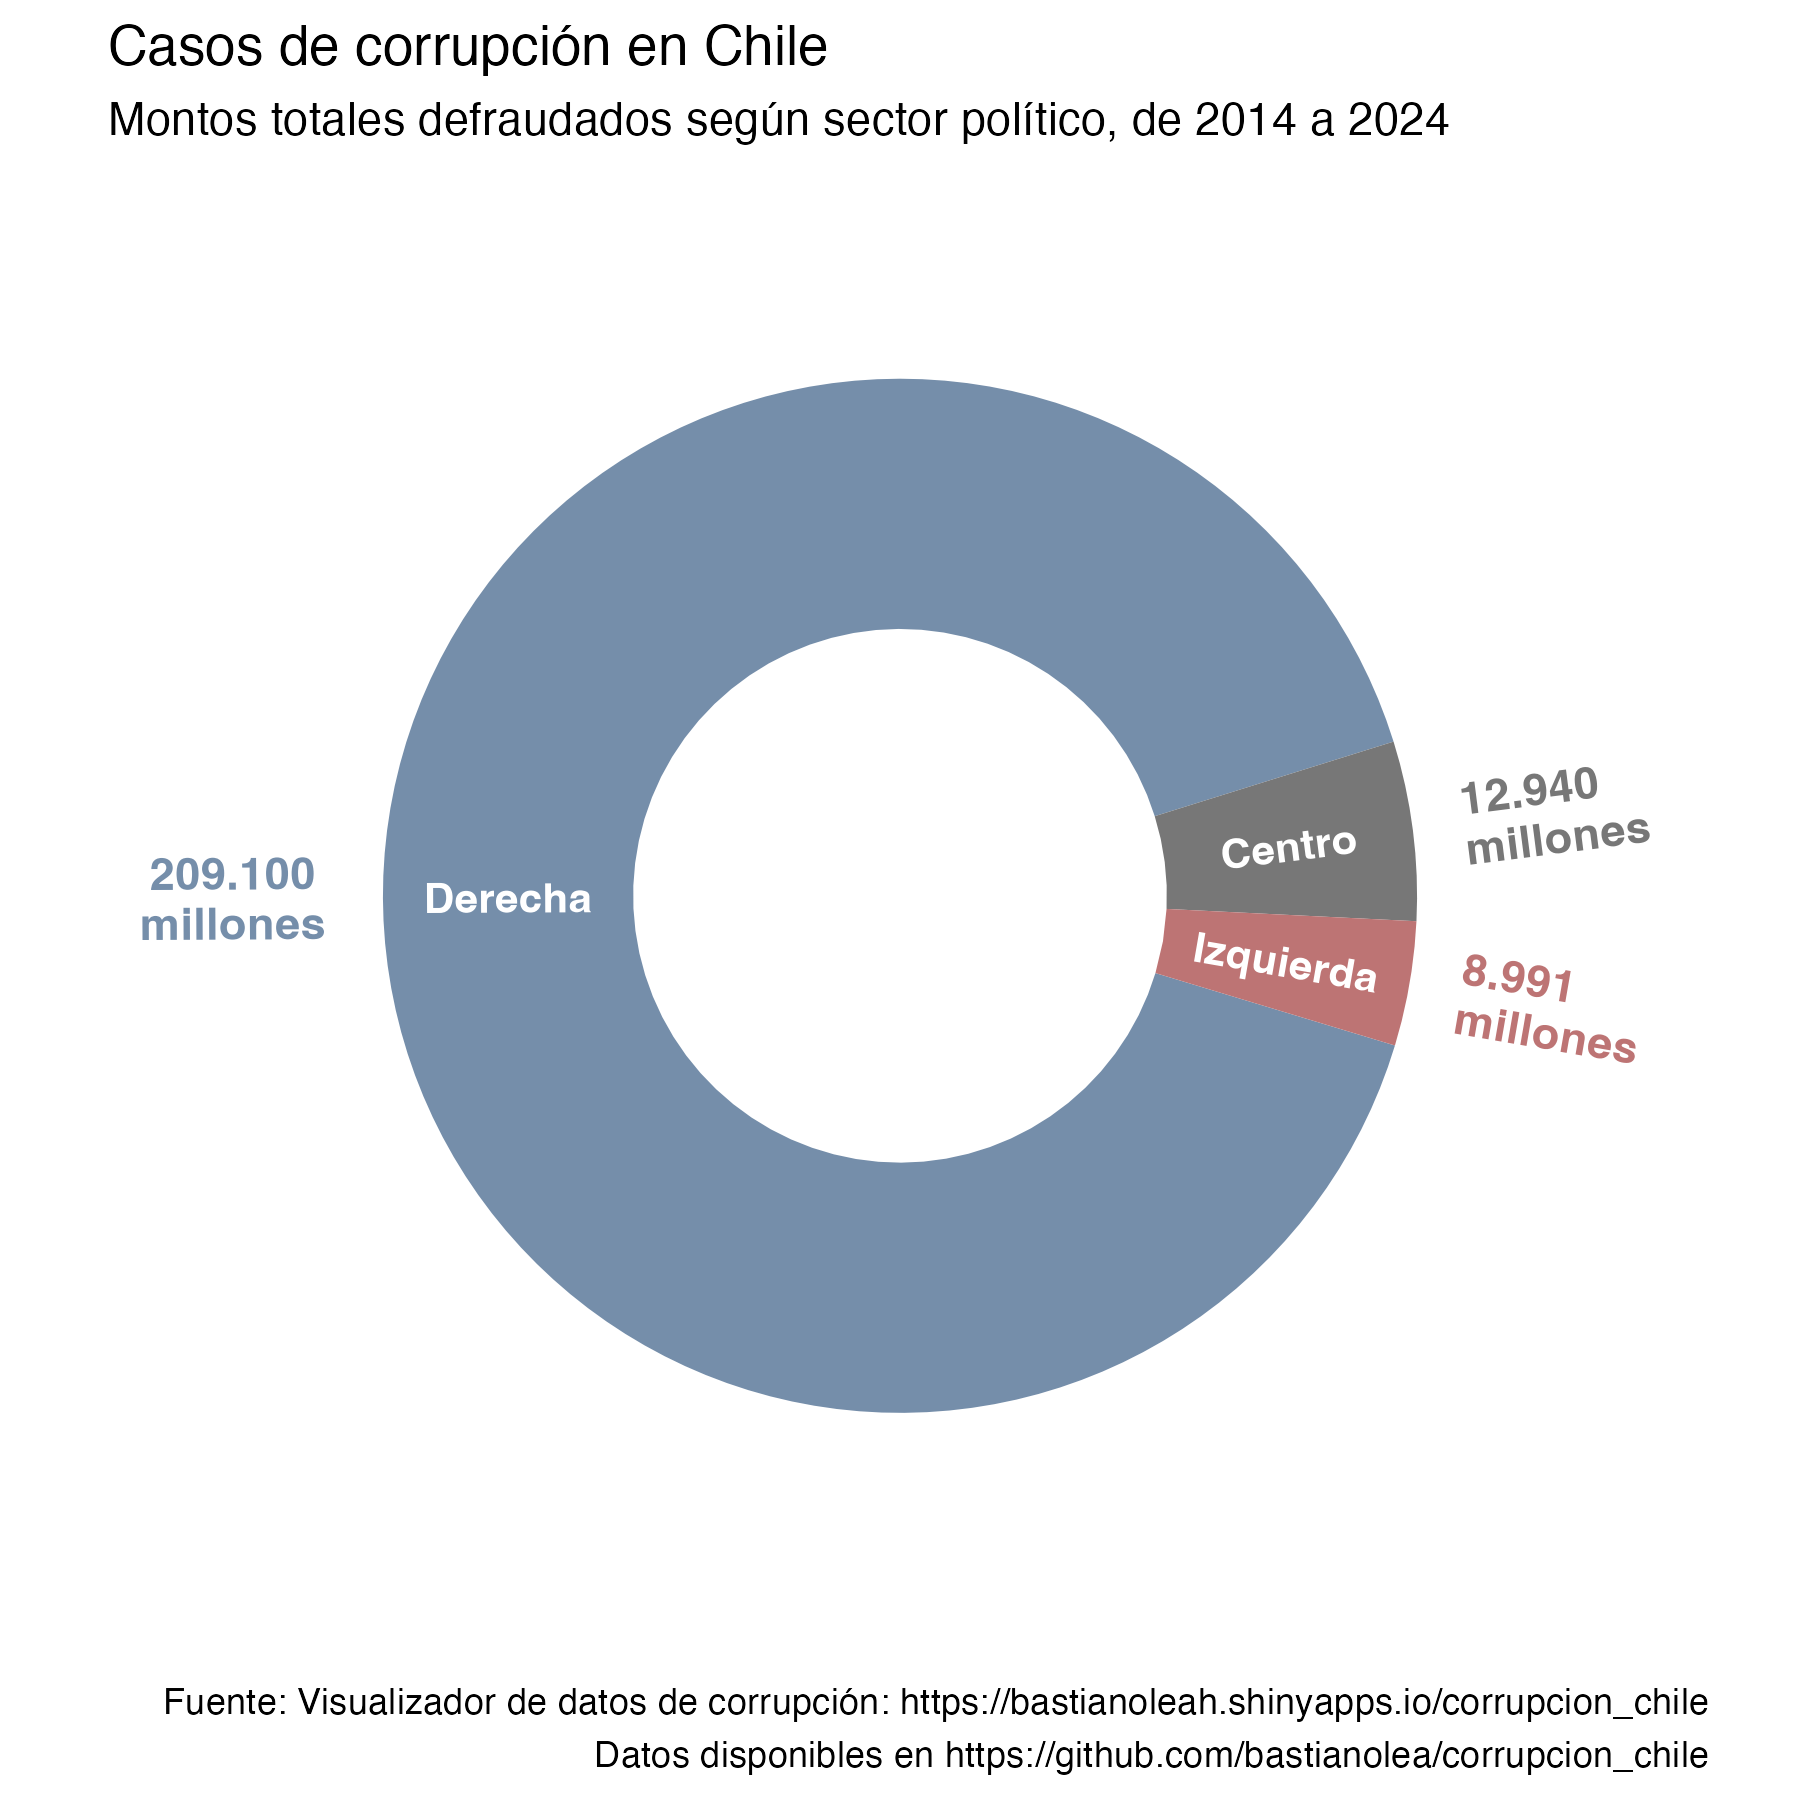 Casos de corrupción en Chile
Montos totales defraudados según sector político, de 2014 a 2024
12.940
millones
Centro
209.100
millones
Derecha
Izquierda
8.991
millones
Fuente: Visualizador de datos de corrupción: https://bastianoleah.shinyapps.io/corrupcion_chile
Datos disponibles en https://github.com/bastianolea/corrupcion_chile